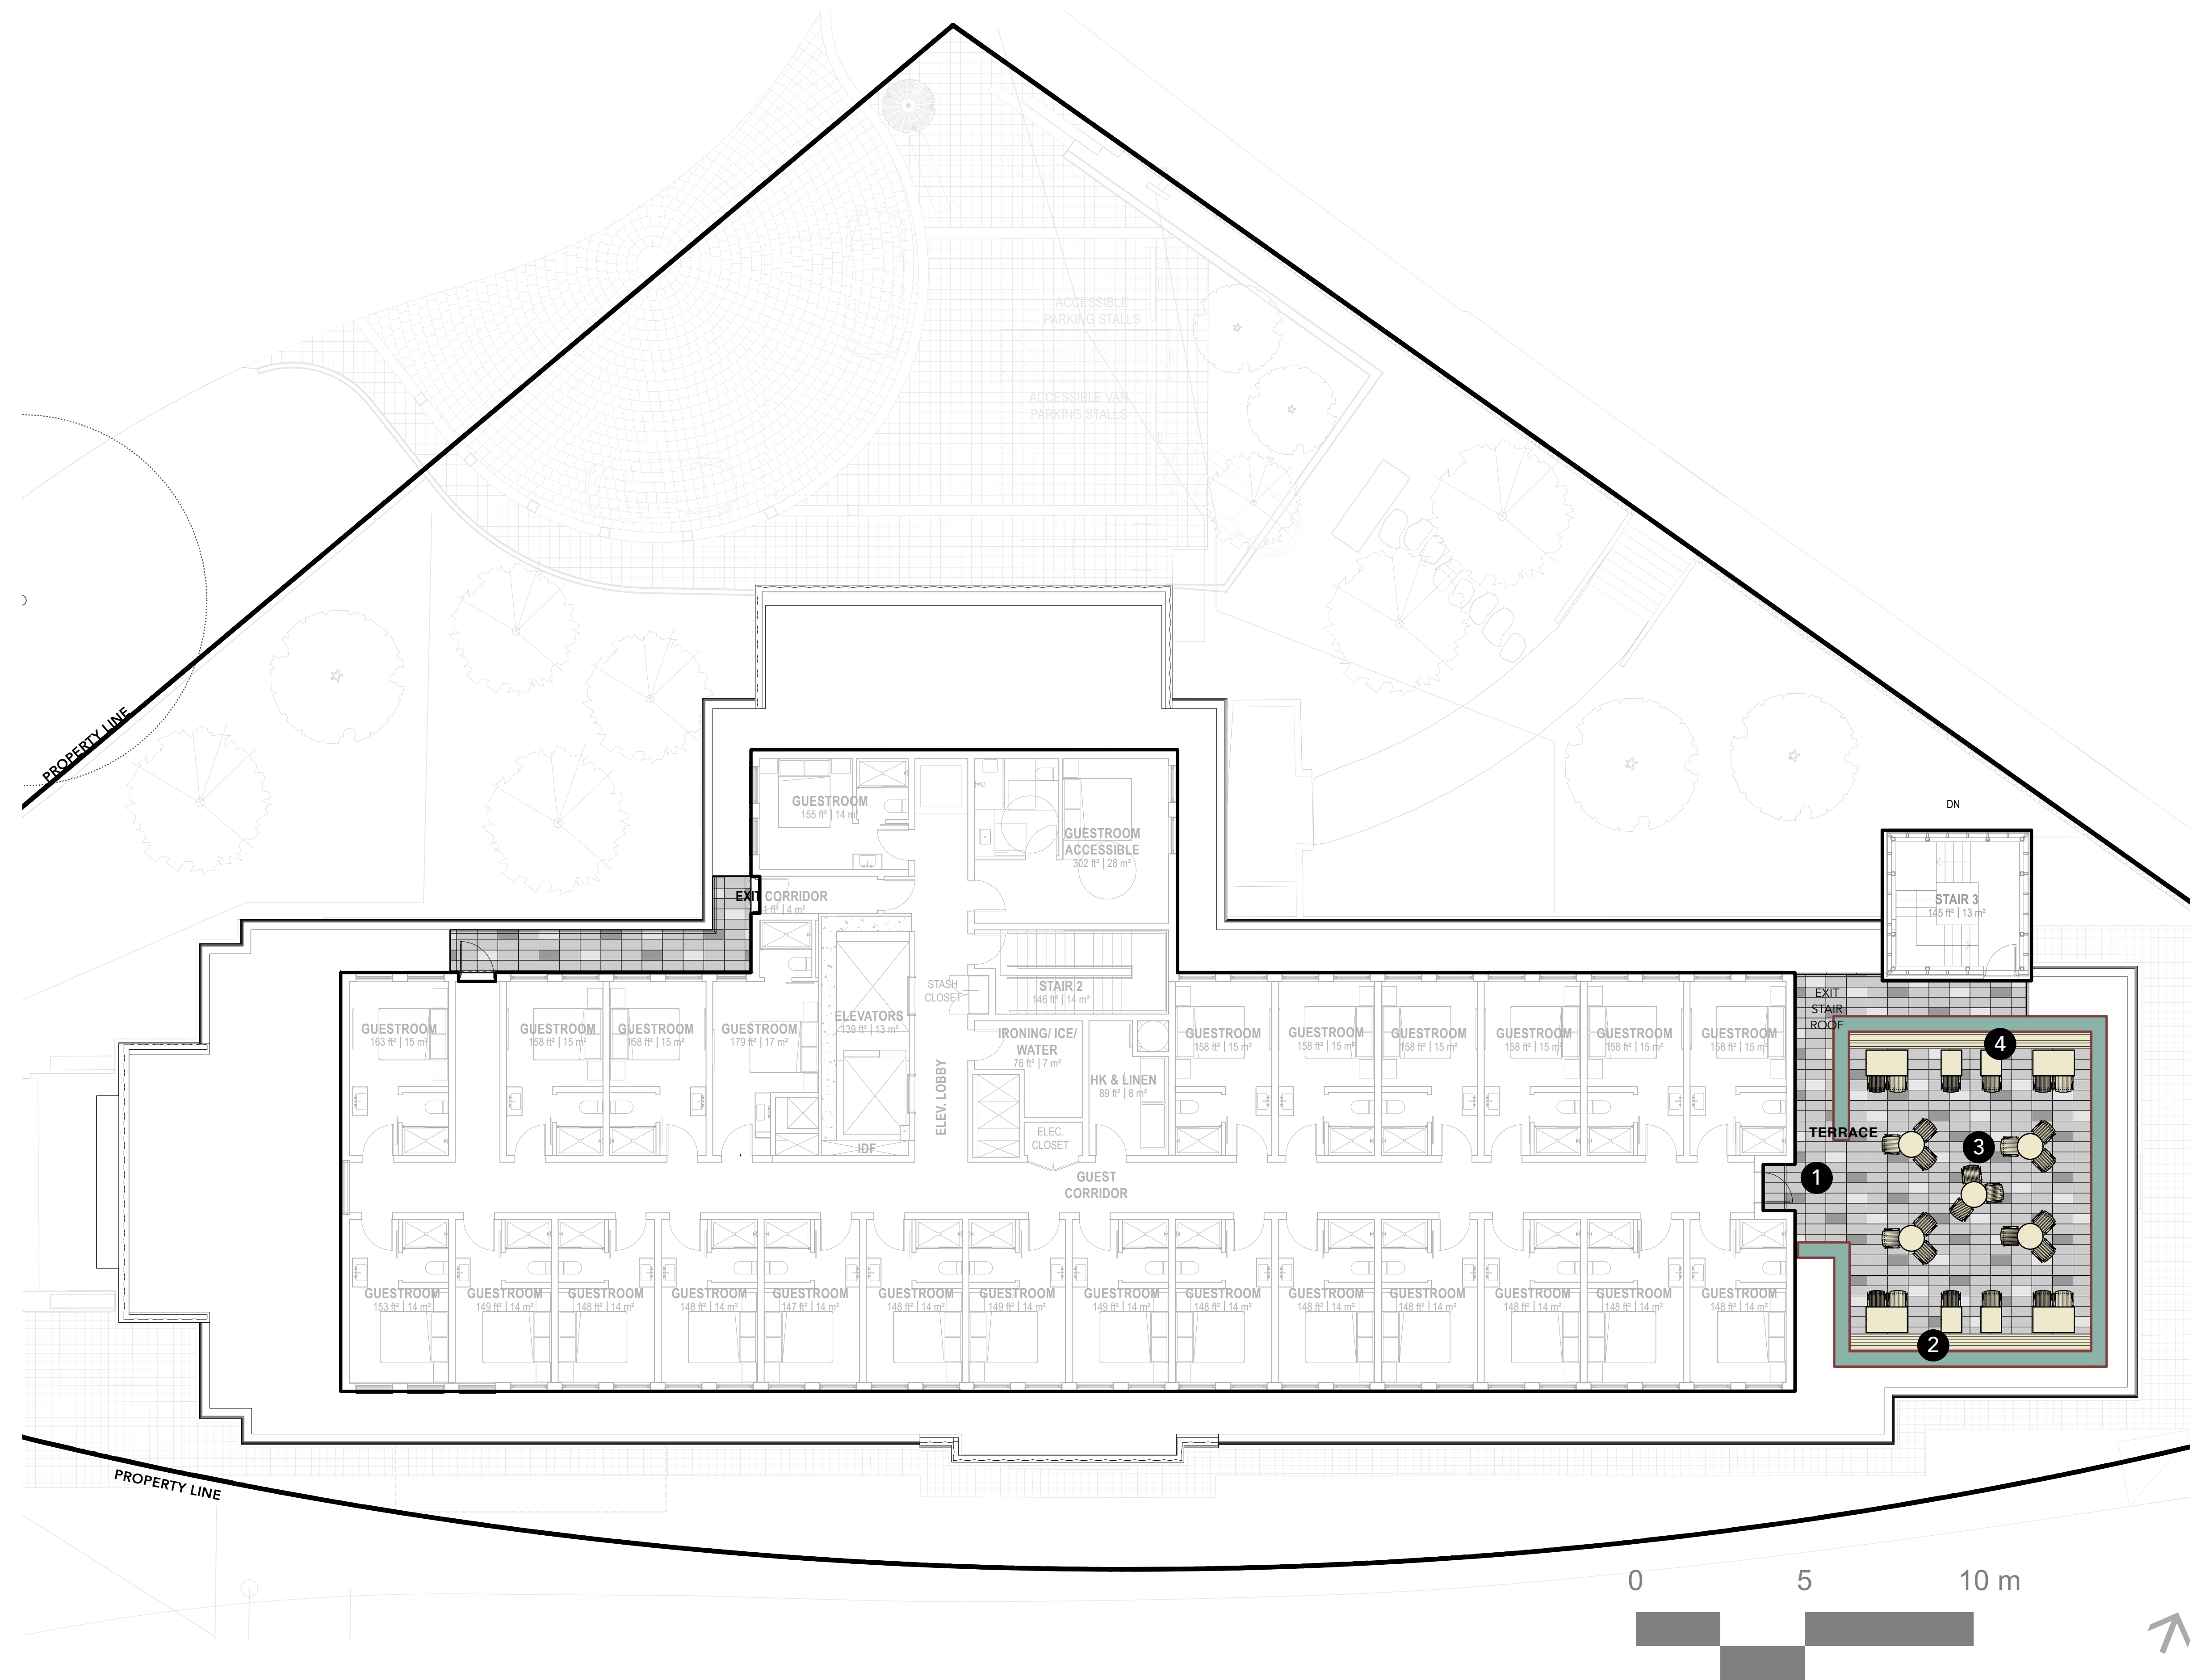 ACCESSIBLE
PARKING STALLS
ACCESSIBLE VAN
PARKING STALLS
PROPERTY LINE
DN
GUESTROOM
155 ft² | 14 m²
GUESTROOM
ACCESSIBLE
302 ft² | 28 m²
EXIT CORRIDOR
ft² | 4 m²
STAIR 3
145 ft² | 13 m²
STASH
CLOSET
STAIR 2
146 ft² | 14 m²
EXIT
STAIR
ROOF
GUESTROOM
163 ft² | 15 m²
GUESTROOM
158 ft² | 15 m²
GUESTROOM
158 ft² | 15 m²
GUESTROOM
179 ft² | 17 m²
ELEVATORS
139 ft² | 13 m²
IRONING/ ICE/
WATER
76 ft² | 7 m²
GUESTROOM
158 ft² | 15 m²
GUESTROOM
158 ft² | 15 m²
GUESTROOM
158 ft² | 15 m²
GUESTROOM
158 ft² | 15 m²
GUESTROOM
158 ft² | 15 m²
GUESTROOM
158 ft² | 15 m²
4
HK & LINEN
89 ft² | 8 m²
ELEV. LOBBY
ELEC.
CLOSET
IDF
TERRACE
3
1
GUEST
CORRIDOR
GUESTROOM
153 ft² | 14 m²
GUESTROOM
149 ft² | 14 m²
GUESTROOM
148 ft² | 14 m²
GUESTROOM
148 ft² | 14 m²
GUESTROOM
147 ft² | 14 m²
GUESTROOM
148 ft² | 14 m²
GUESTROOM
149 ft² | 14 m²
GUESTROOM
149 ft² | 14 m²
GUESTROOM
148 ft² | 14 m²
GUESTROOM
148 ft² | 14 m²
GUESTROOM
148 ft² | 14 m²
GUESTROOM
148 ft² | 14 m²
GUESTROOM
148 ft² | 14 m²
GUESTROOM
148 ft² | 14 m²
2
PROPERTY LINE
0 5 10 m